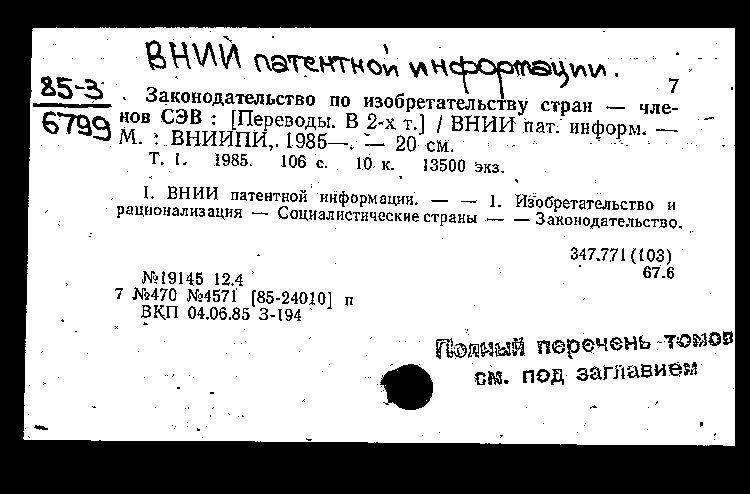 ВНИИ патентной информации.
7
85-3
6799
Законодательство по изобретательству стран — чле-
нов СЭВ : [Переводы. В 2-х т.] / ВНИИ пат. информ. —
М. : ВНИИПИ, 1985—. — 20 см.
Т. 1. 1985. 106 с. 10 к. 13500 экз.
I. ВНИИ патентной информации. — — 1. Изобретательство и
рационализация — Социалистические страны — — Законодательство.
347.771(103)
67.6
№19145 12.4
7 №470 №4571 [85-24010] п
ВКП 04.06.85 З-194
Полный перечень томов
см. под заглавием